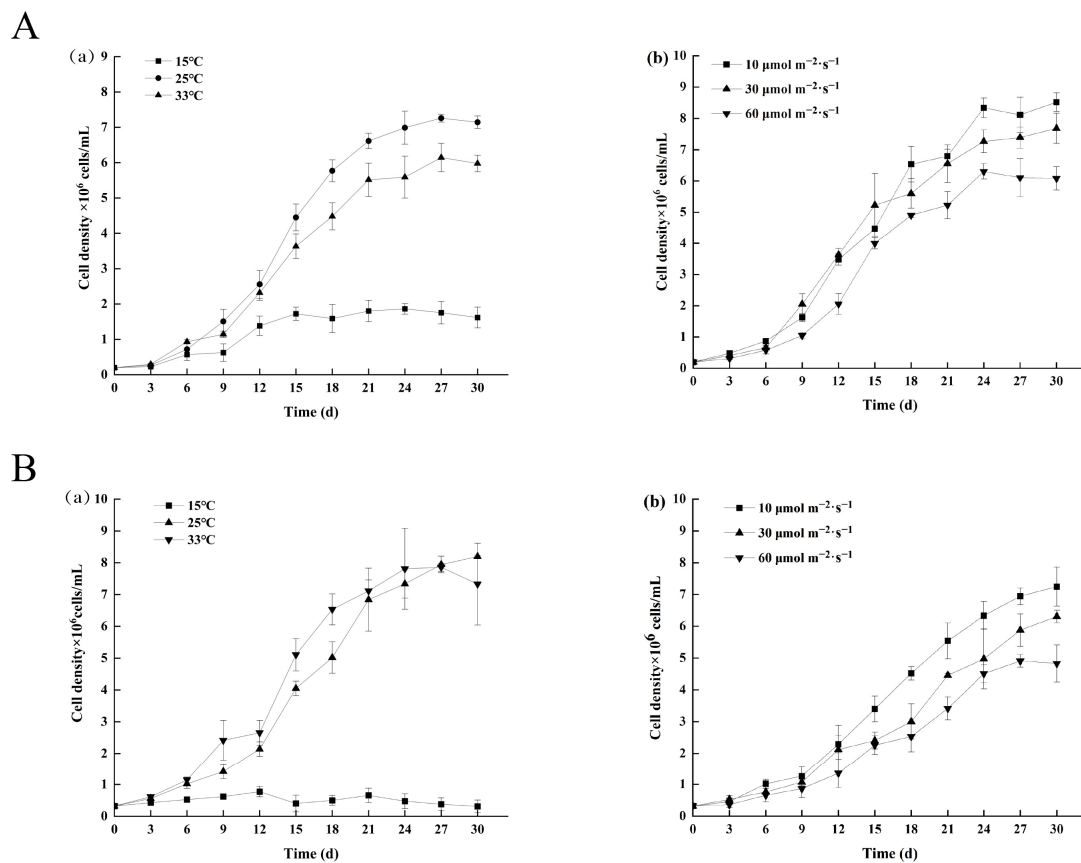 A
(a)
15℃
25℃
33℃
9
8
7
6
5
4
3
2
1
0
Cell density ×10⁶ cells/mL
0 3 6 9 12 15 18 21 24 27 30
Time (d)
(b)
10 μmol m⁻²·s⁻¹
30 μmol m⁻²·s⁻¹
60 μmol m⁻²·s⁻¹
10
9
8
7
6
5
4
3
2
1
0
Cell density×10⁶ cells/mL
0 3 6 9 12 15 18 21 24 27 30
Time (d)
B
(a)
15℃
25℃
33℃
10
9
8
7
6
5
4
3
2
1
0
Cell density×10⁶cells/mL
0 3 6 9 12 15 18 21 24 27 30
Time (d)
(b)
10 μmol m⁻²·s⁻¹
30 μmol m⁻²·s⁻¹
60 μmol m⁻²·s⁻¹
10
9
8
7
6
5
4
3
2
1
0
Cell density×10⁶ cells/mL
0 3 6 9 12 15 18 21 24 27 30
Time (d)